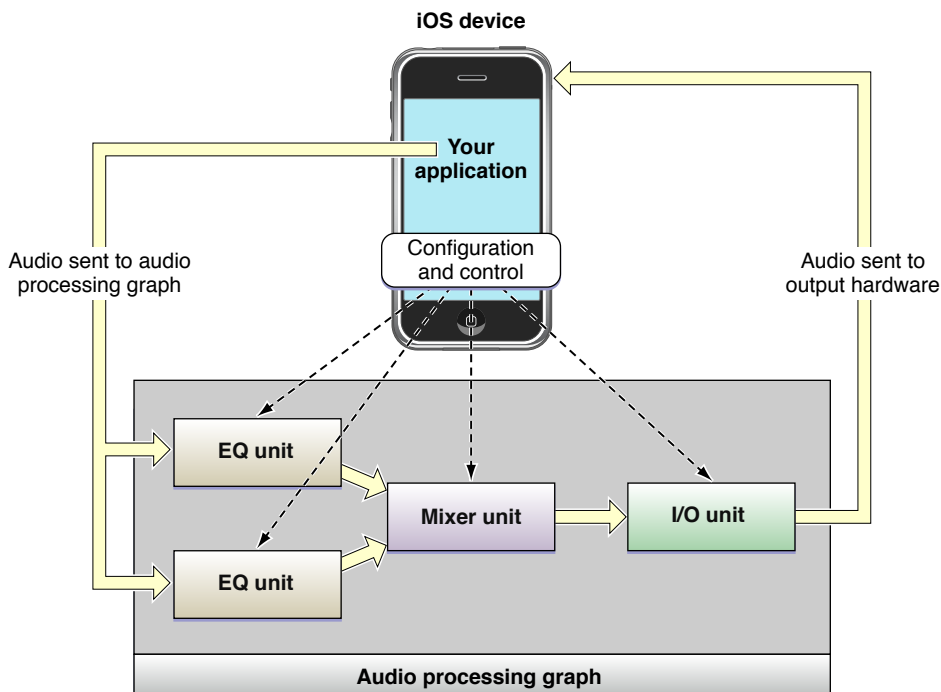 iOS device
Your
application
Configuration
and control
Audio sent to audio
processing graph
Audio sent to
output hardware
EQ unit
Mixer unit
I/O unit
EQ unit
Audio processing graph